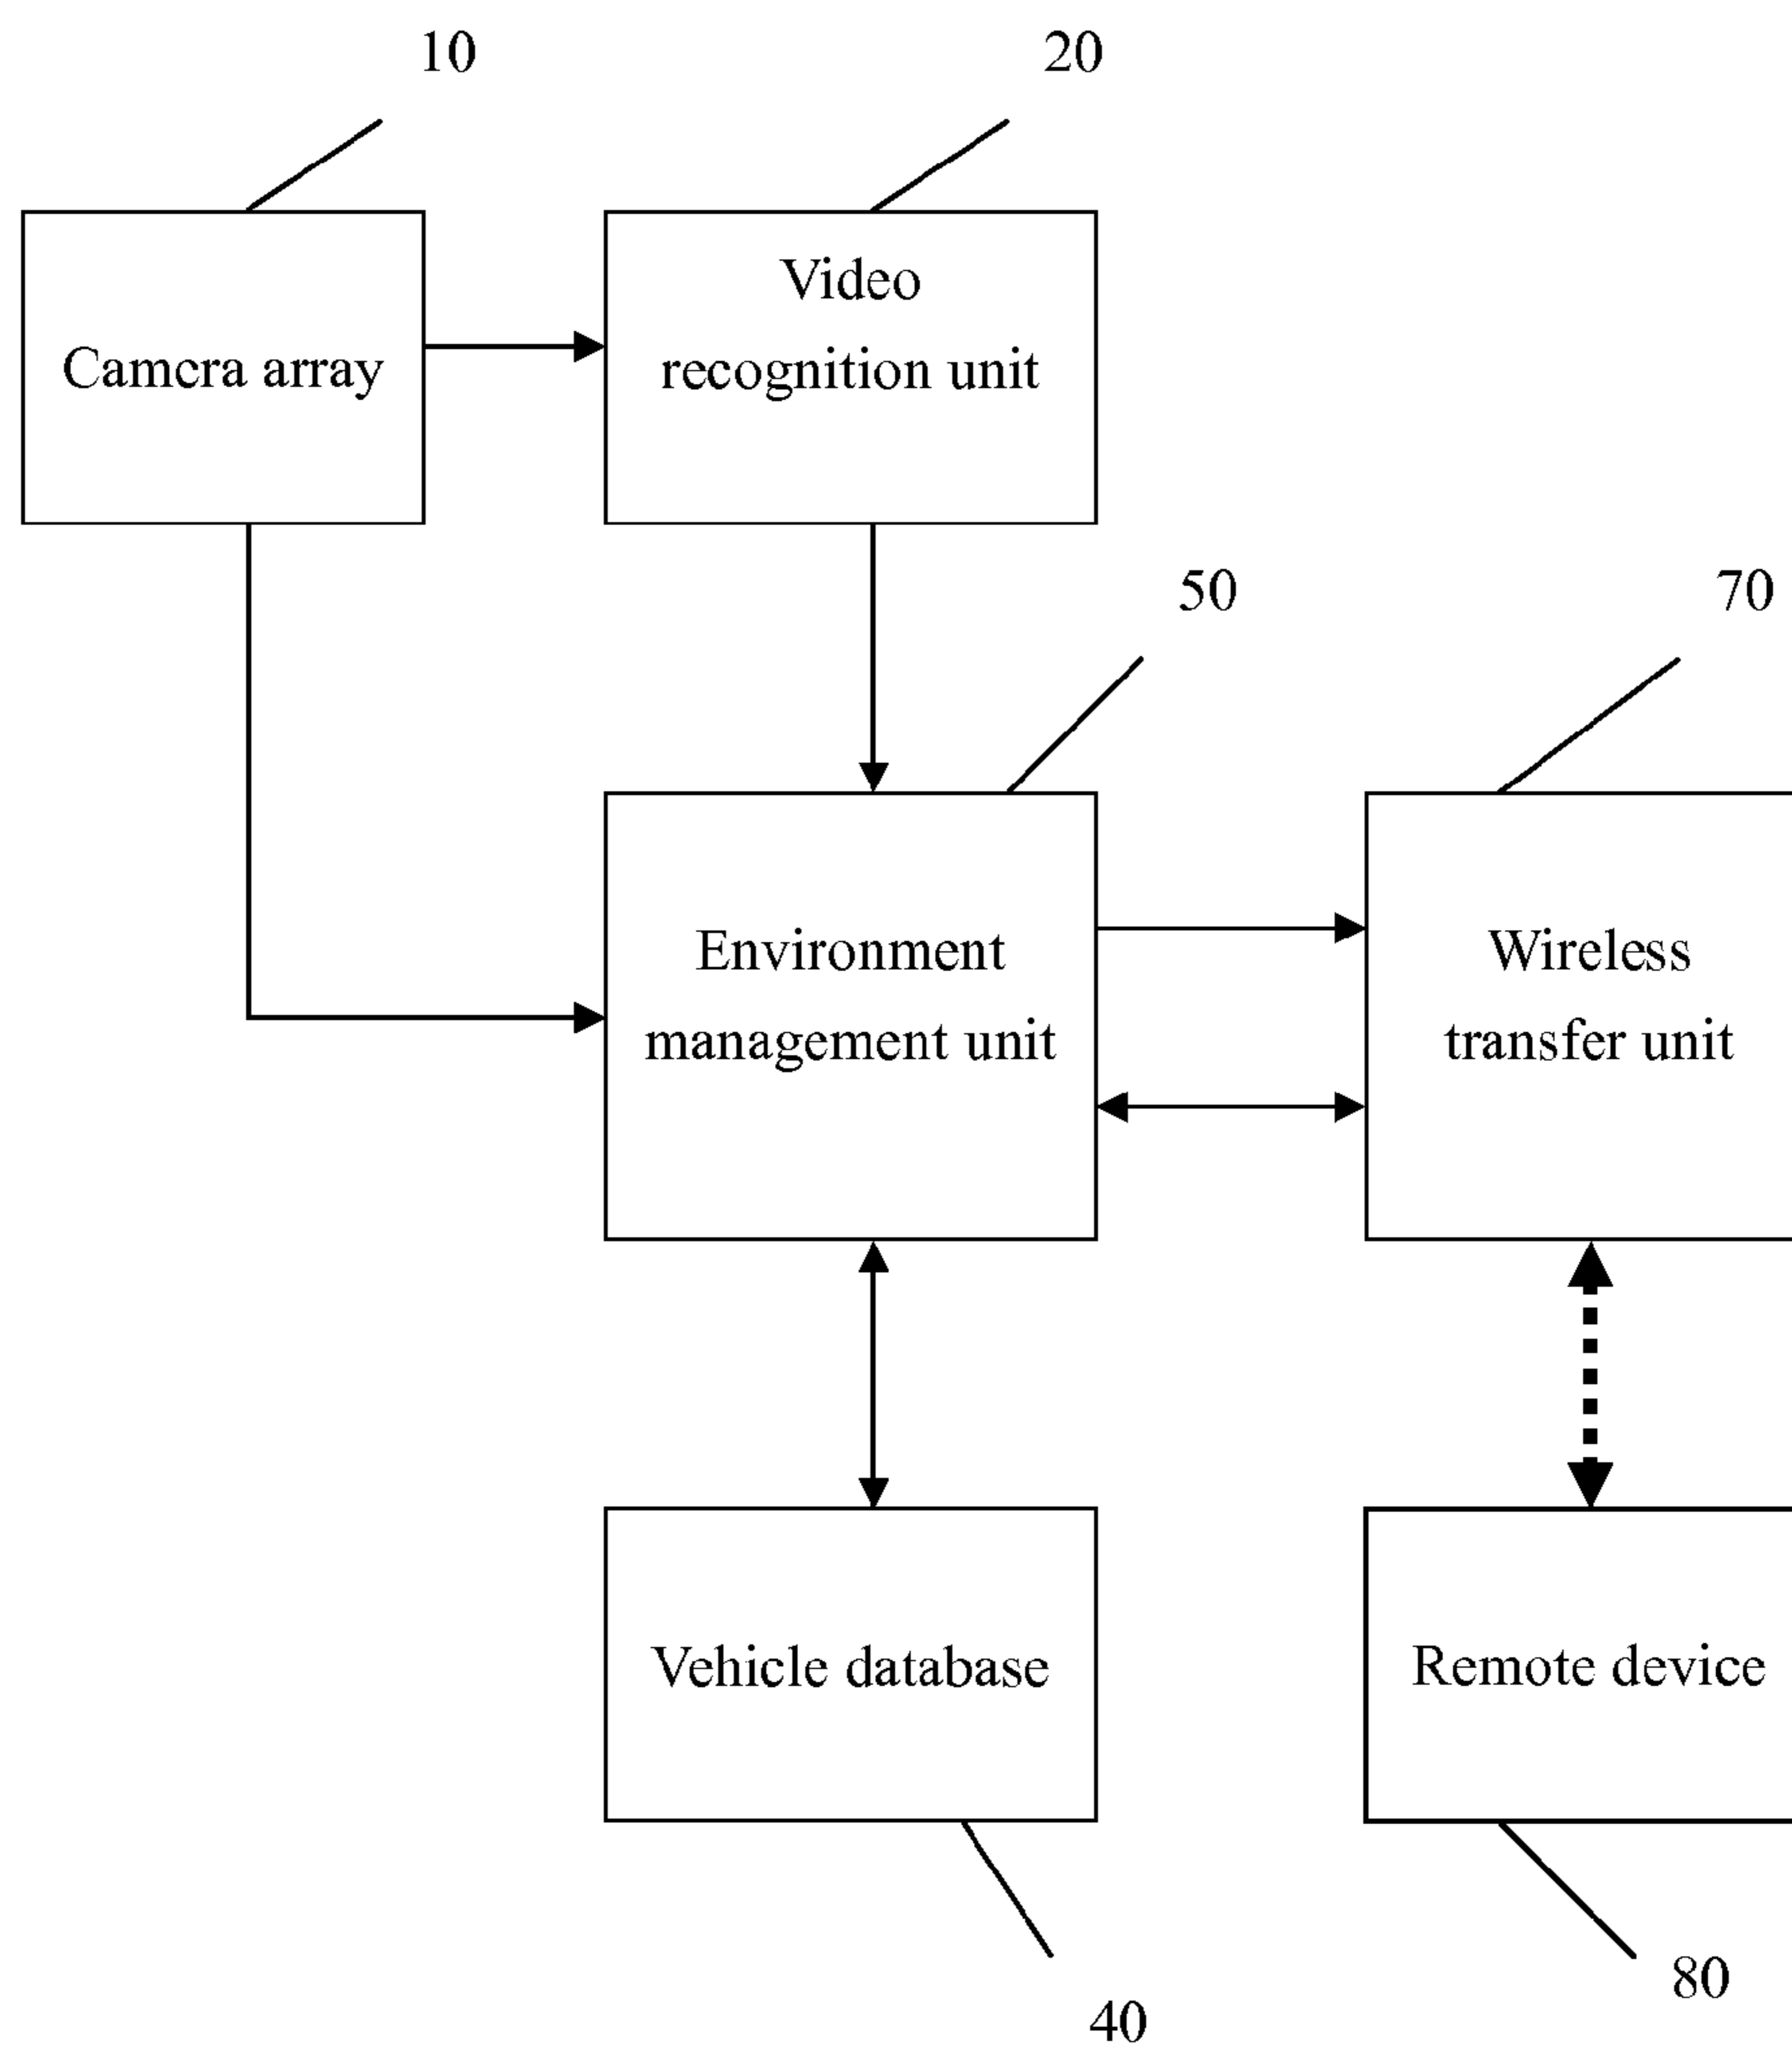 10
20
Camera array
Video
recognition unit
50
70
Environment
management unit
Wireless
transfer unit
Vehicle database
Remote device
80
40